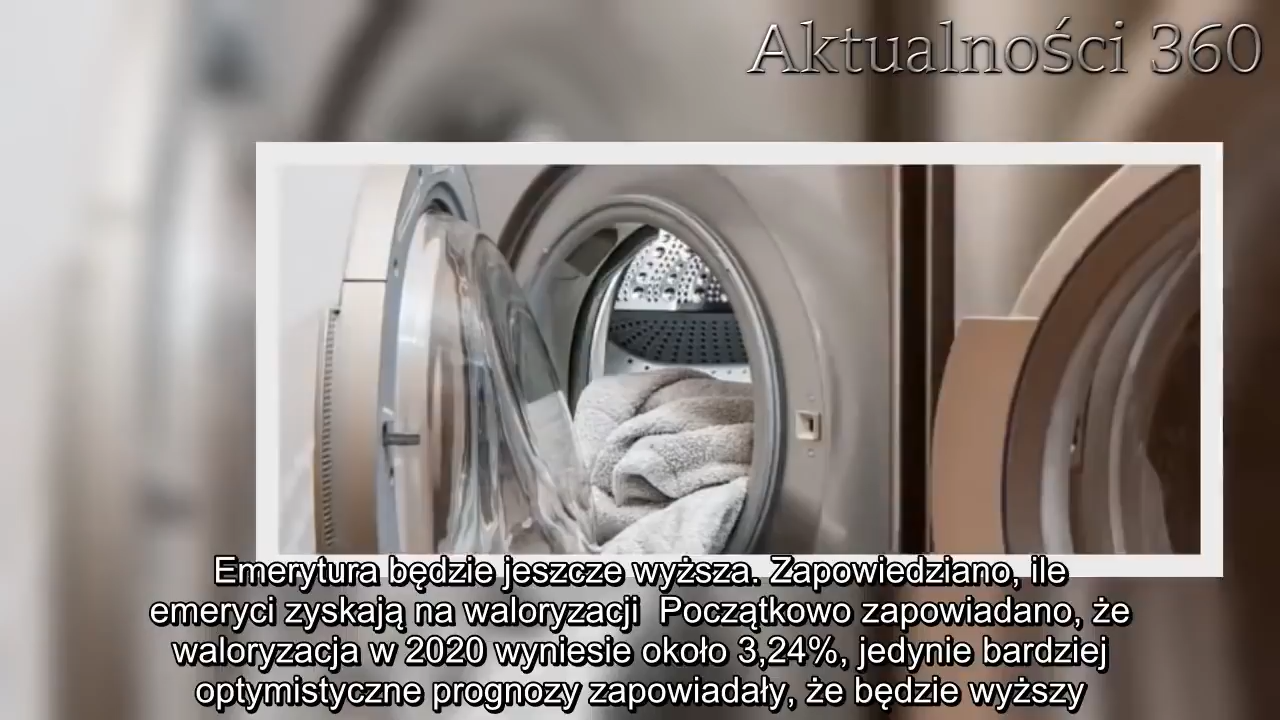 Aktualności 360
Emerytura będzie jeszcze wyższa. Zapowiedziano, ile
emeryci zyskają na waloryzacji  Początkowo zapowiadano, że
waloryzacja w 2020 wyniesie około 3,24%, jedynie bardziej
optymistyczne prognozy zapowiadały, że będzie wyższy